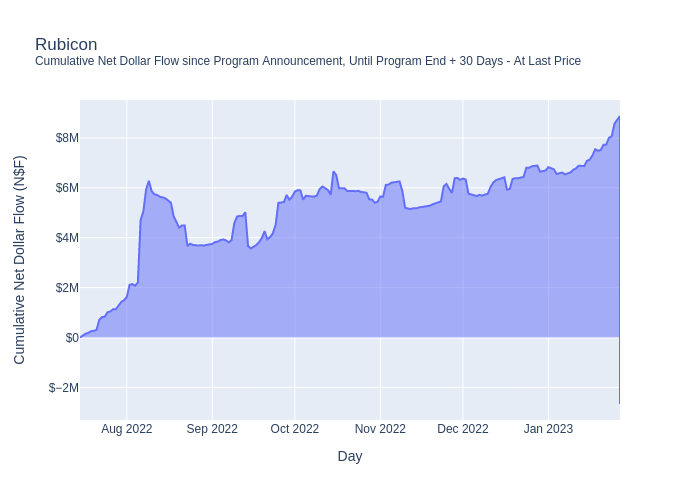 Rubicon
Cumulative Net Dollar Flow since Program Announcement, Until Program End + 30 Days - At Last Price
Cumulative Net Dollar Flow (N$F)
$8M
$6M
$4M
$2M
$0
$−2M
Aug 2022
Sep 2022
Oct 2022
Nov 2022
Dec 2022
Jan 2023
Day